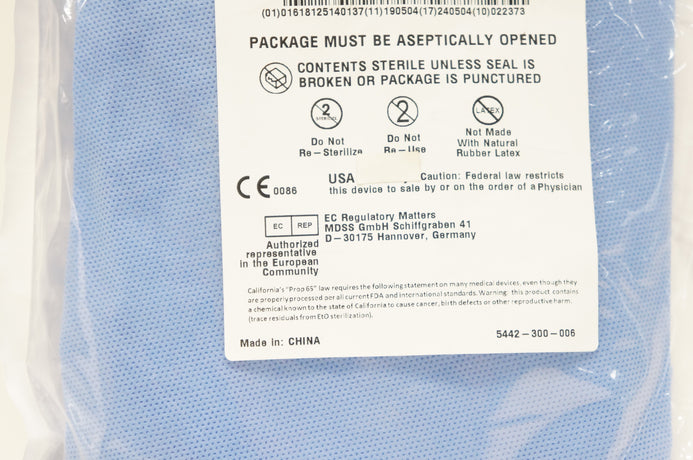 (01)01618125140137(11)190504(17)240504(10)022373
PACKAGE MUST BE ASEPTICALLY OPENED
CONTENTS STERILE UNLESS SEAL IS
BROKEN OR PACKAGE IS PUNCTURED
2
STERILIZE
2
LATEX
Do Not
Re-Sterilize
Do Not
Re-Use
Not Made
With Natural
Rubber Latex
CE 0086
USA Caution: Federal law restricts
this device to sale by or on the order of a Physician
EC REP
Authorized
representative
in the European
Community
EC Regulatory Matters
MDSS GmbH Schiffgraben 41
D-30175 Hannover, Germany
California's "Prop 65" law requires the following statement on many medical devices, even though they
are properly processed per all current FDA and international standards. Warning: this product contains
a chemical known to the state of California to cause cancer, birth defects or other reproductive harm.
(trace residuals from EtO sterilization).
Made in: CHINA
5442-300-006